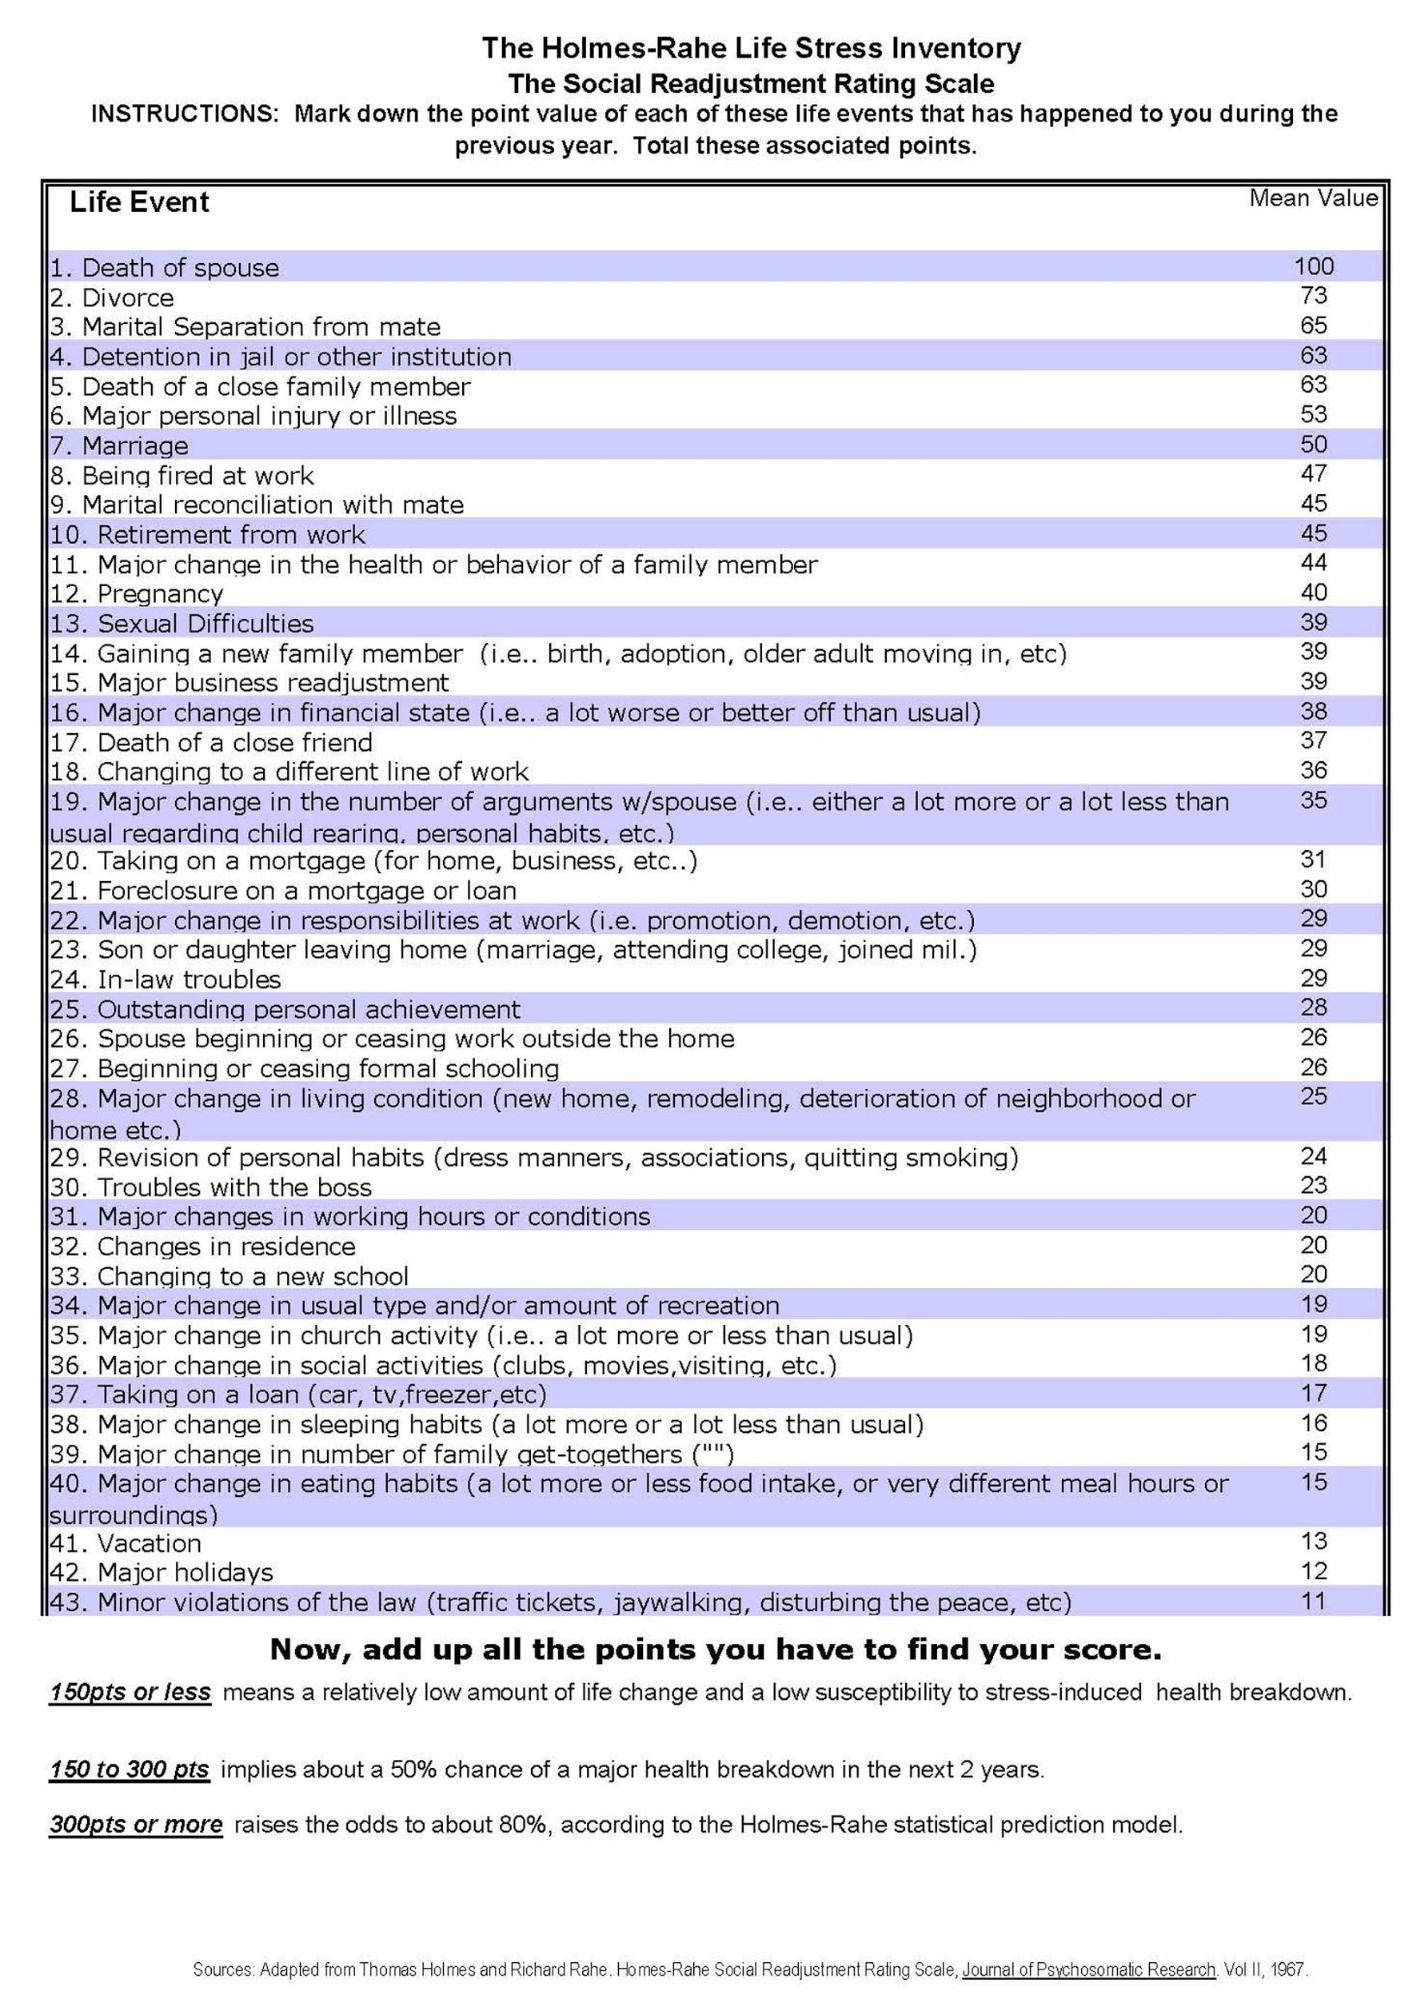 The Holmes-Rahe Life Stress Inventory
The Social Readjustment Rating Scale
INSTRUCTIONS: Mark down the point value of each of these life events that has happened to you during the
previous year. Total these associated points.
Life Event Mean Value
1. Death of spouse 100
2. Divorce 73
3. Marital Separation from mate 65
4. Detention in jail or other institution 63
5. Death of a close family member 63
6. Major personal injury or illness 53
7. Marriage 50
8. Being fired at work 47
9. Marital reconciliation with mate 45
10. Retirement from work 45
11. Major change in the health or behavior of a family member 44
12. Pregnancy 40
13. Sexual Difficulties 39
14. Gaining a new family member (i.e.. birth, adoption, older adult moving in, etc) 39
15. Major business readjustment 39
16. Major change in financial state (i.e.. a lot worse or better off than usual) 38
17. Death of a close friend 37
18. Changing to a different line of work 36
19. Major change in the number of arguments w/spouse (i.e.. either a lot more or a lot less than 35
usual regarding child rearing, personal habits, etc.)
20. Taking on a mortgage (for home, business, etc..) 31
21. Foreclosure on a mortgage or loan 30
22. Major change in responsibilities at work (i.e. promotion, demotion, etc.) 29
23. Son or daughter leaving home (marriage, attending college, joined mil.) 29
24. In-law troubles 29
25. Outstanding personal achievement 28
26. Spouse beginning or ceasing work outside the home 26
27. Beginning or ceasing formal schooling 26
28. Major change in living condition (new home, remodeling, deterioration of neighborhood or 25
home etc.)
29. Revision of personal habits (dress manners, associations, quitting smoking) 24
30. Troubles with the boss 23
31. Major changes in working hours or conditions 20
32. Changes in residence 20
33. Changing to a new school 20
34. Major change in usual type and/or amount of recreation 19
35. Major change in church activity (i.e.. a lot more or less than usual) 19
36. Major change in social activities (clubs, movies,visiting, etc.) 18
37. Taking on a loan (car, tv,freezer,etc) 17
38. Major change in sleeping habits (a lot more or a lot less than usual) 16
39. Major change in number of family get-togethers ("") 15
40. Major change in eating habits (a lot more or less food intake, or very different meal hours or 15
surroundings)
41. Vacation 13
42. Major holidays 12
43. Minor violations of the law (traffic tickets, jaywalking, disturbing the peace, etc) 11
Now, add up all the points you have to find your score.
150pts or less means a relatively low amount of life change and a low susceptibility to stress-induced health breakdown.
150 to 300 pts implies about a 50% chance of a major health breakdown in the next 2 years.
300pts or more raises the odds to about 80%, according to the Holmes-Rahe statistical prediction model.
Sources: Adapted from Thomas Holmes and Richard Rahe. Homes-Rahe Social Readjustment Rating Scale, Journal of Psychosomatic Research. Vol II, 1967.